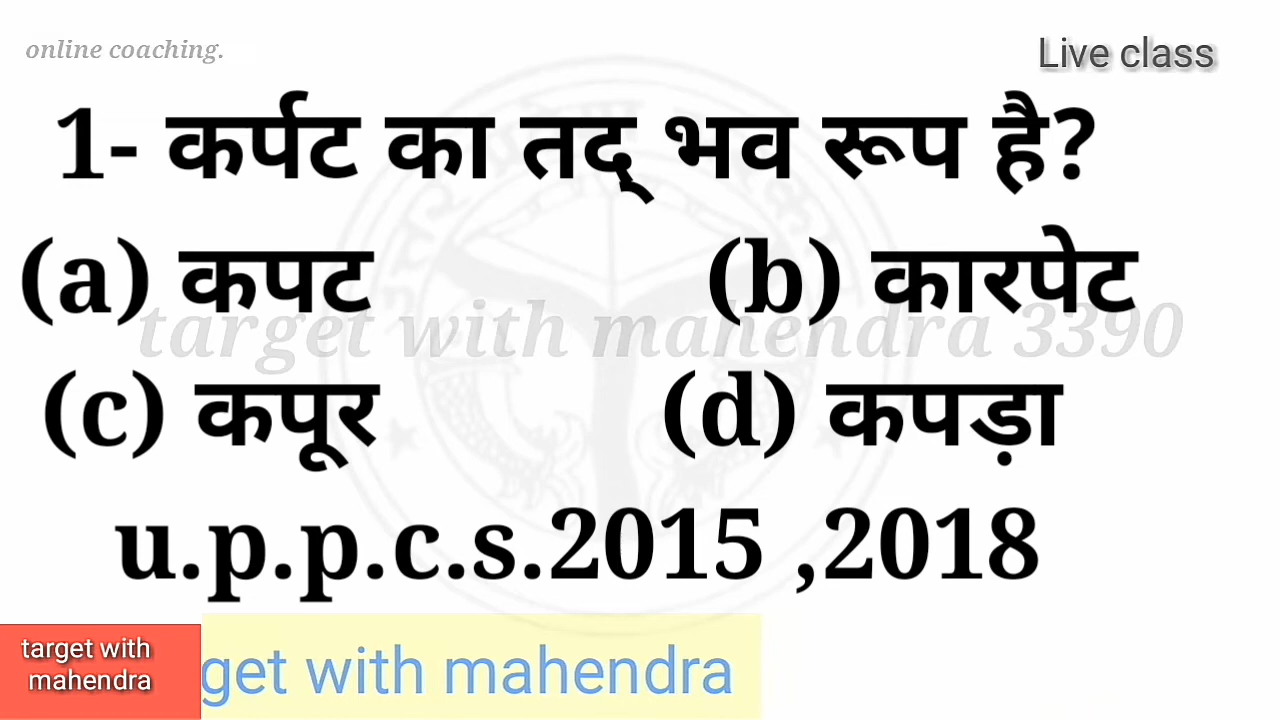 online coaching.
Live class
1- कर्पट का तद् भव रूप है?
(a) कपट (b) कारपेट
target with mahendra 3390
(c) कपूर (d) कपड़ा
u.p.p.c.s.2015 ,2018
target with
mahendra
get with mahendra